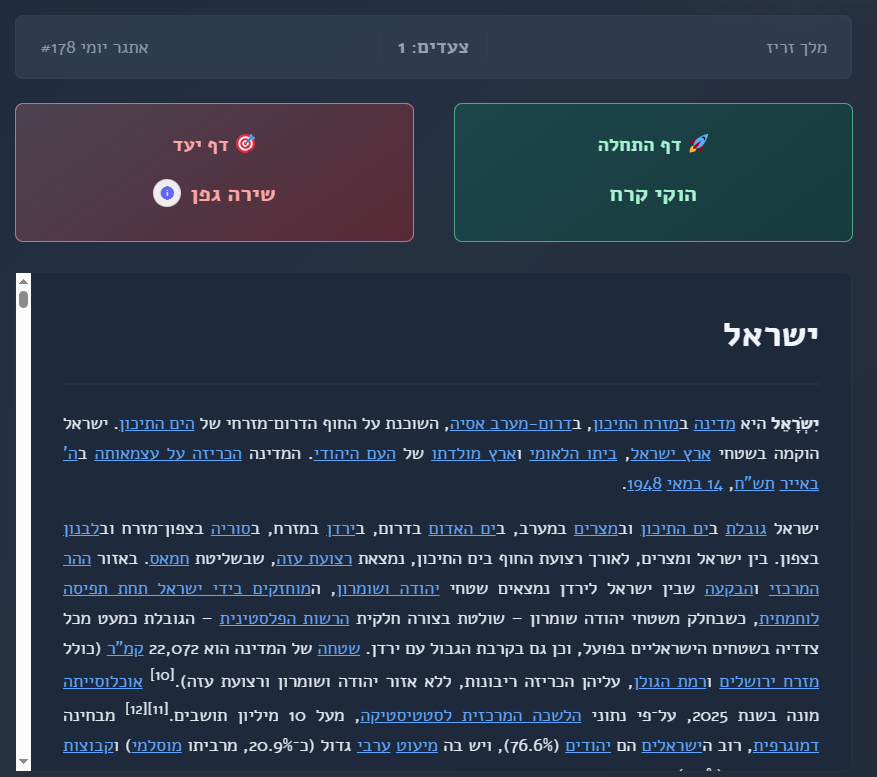 מלך זריז
צעדים: 1
אתגר יומי #178
🚀 דף התחלה
הוקי קרח
🎯 דף יעד
שירה גפן
i
ישראל
יִשְׂרָאֵל היא מדינה במזרח התיכון, בדרום-מערב אסיה, השוכנת על החוף הדרום־מזרחי של הים התיכון. ישראל
הוקמה בשטחי ארץ ישראל, ביתו הלאומי וארץ מולדתו של העם היהודי. המדינה הכריזה על עצמאותה בה'
באייר תש"ח, 14 במאי 1948.
ישראל גובלת בים התיכון ובמצרים במערב, בים האדום בדרום, בירדן במזרח, בסוריה בצפון־מזרח ובלבנון
בצפון. בין ישראל ומצרים, לאורך רצועת החוף בים התיכון, נמצאת רצועת עזה, שבשליטת חמאס. באזור ההר
המרכזי והבקעה שבין ישראל לירדן נמצאים שטחי יהודה ושומרון, המוחזקים בידי ישראל תחת תפיסה
לוחמתית, כשבחלק משטחי יהודה שומרון – שולטת בצורה חלקית הרשות הפלסטינית – הגובלת כמעט מכל
צדדיה בשטחים הישראליים בפועל, וכן גם בקרבת הגבול עם ירדן. שטחה של המדינה הוא 22,072 קמ"ר (כולל
מזרח ירושלים ורמת הגולן, עליהן הכריזה ריבונות, ללא אזור יהודה ושומרון ורצועת עזה).[10] אוכלוסייתה
מונה בשנת 2025, על־פי נתוני הלשכה המרכזית לסטטיסטיקה, מעל 10 מיליון תושבים.[11][12] מבחינה
דמוגרפית, רוב הישראלים הם יהודים (76.6%), ויש בה מיעוט ערבי גדול (כ־20.9%, מרביתו מוסלמי) וקבוצות